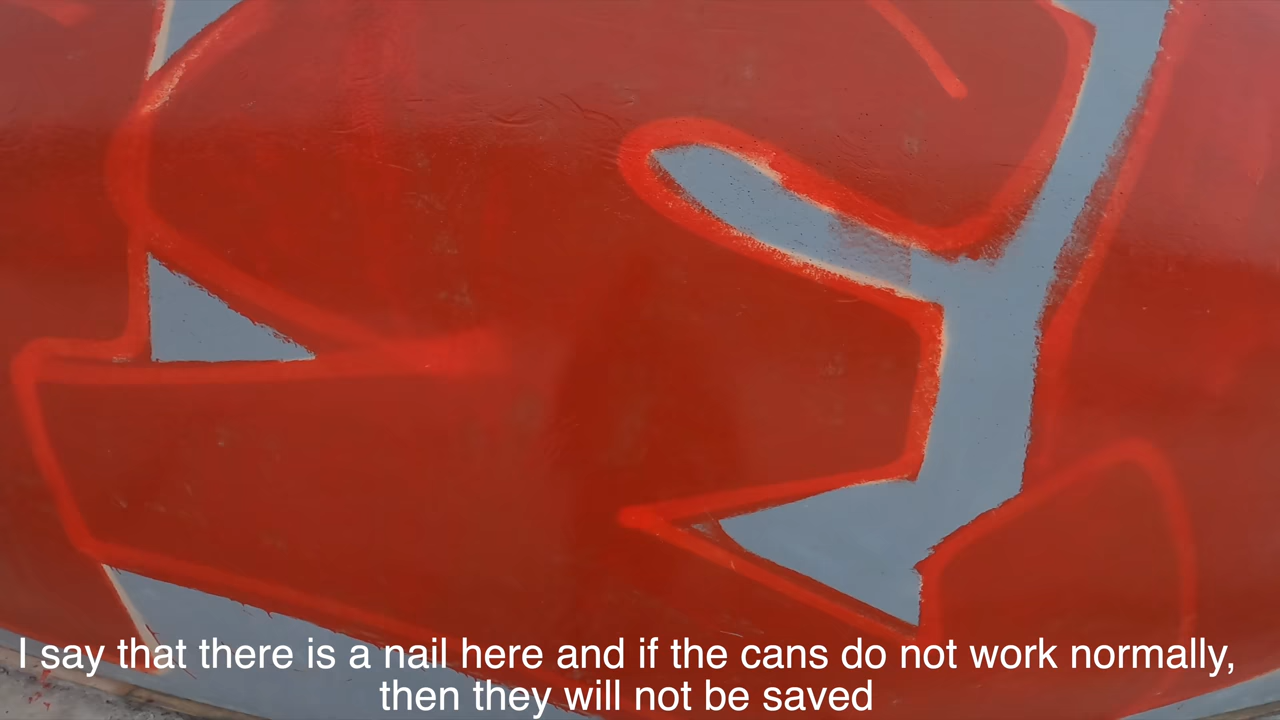 I say that there is a nail here and if the cans do not work normally,
then they will not be saved